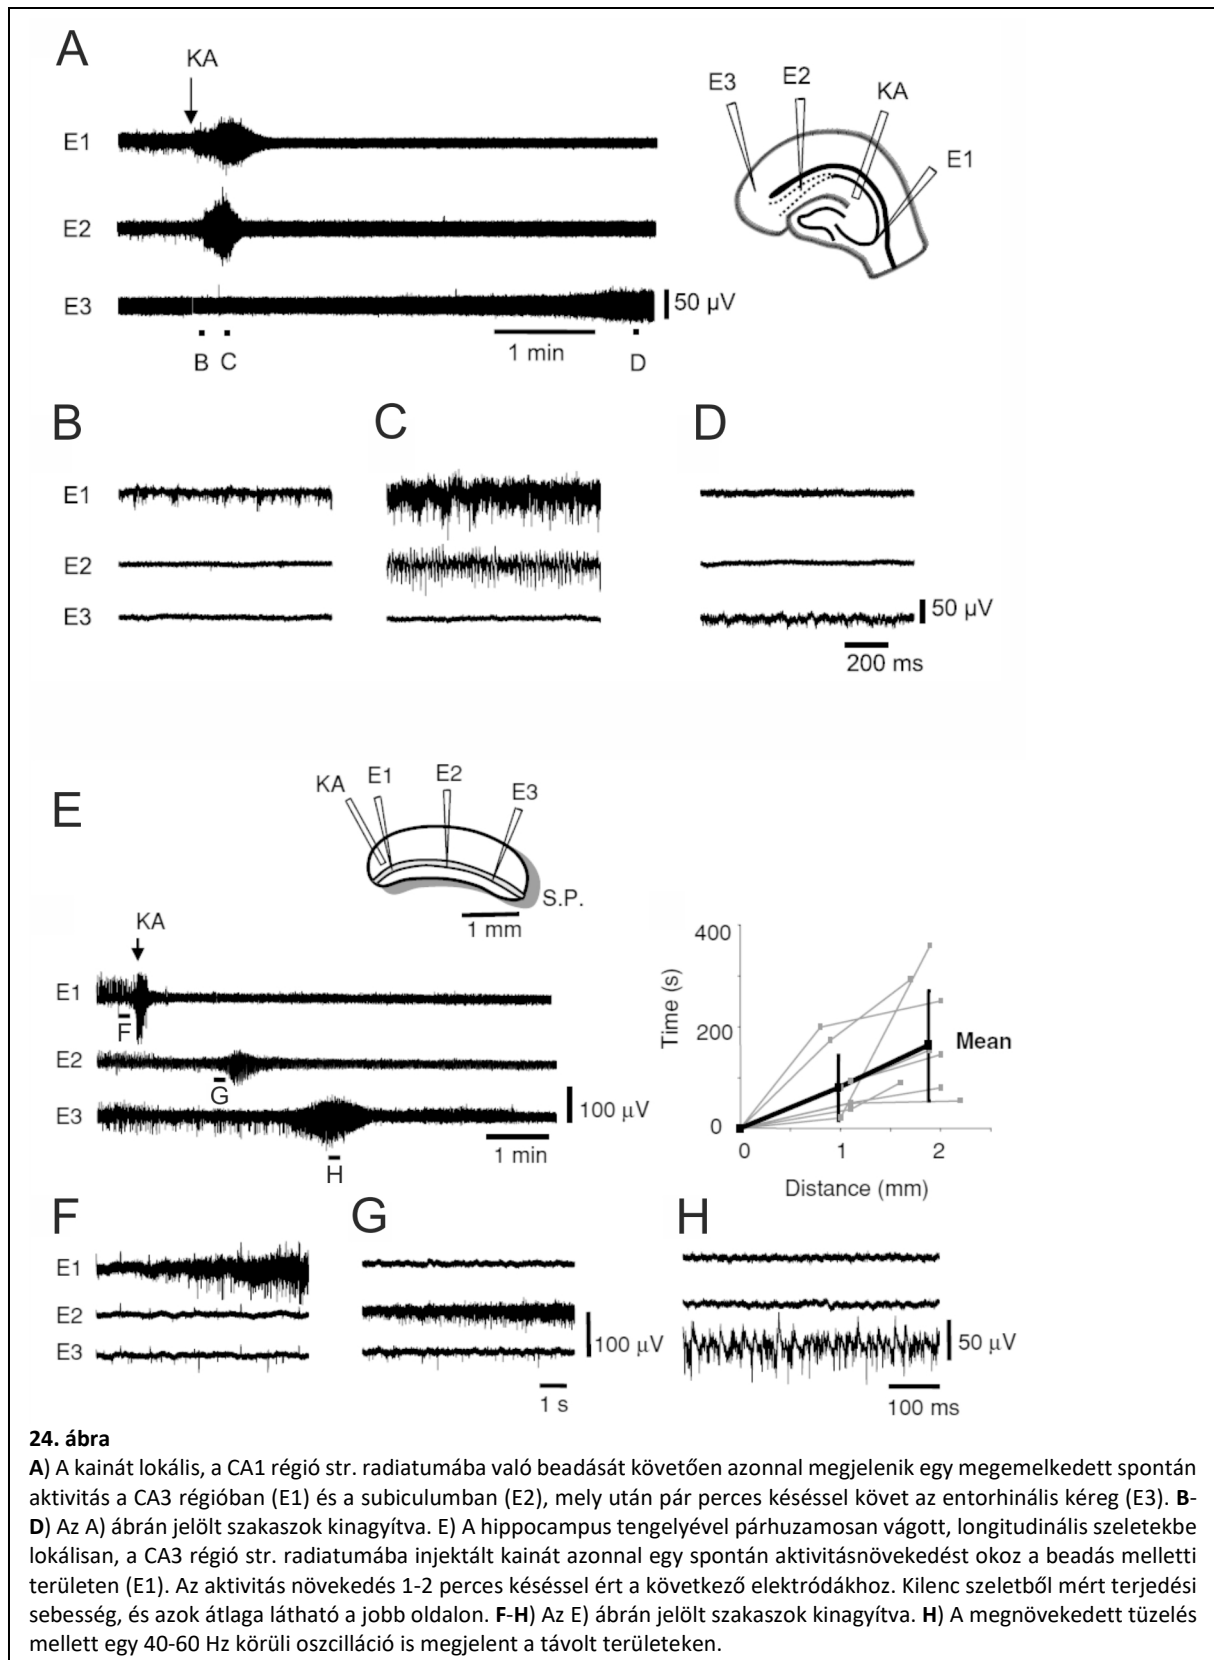 A
KA
E1
E2
E3
50 µV
1 min
B
C
D
E3
E2
KA
E1
B
C
D
E1
E2
E3
50 µV
200 ms
E
KA
E1
E2
E3
S.P.
1 mm
KA
E1
F
E2
G
E3
100 µV
1 min
H
400
200
0
Time (s)
Mean
0
1
2
Distance (mm)
F
G
H
E1
E2
E3
100 µV
1 s
50 µV
100 ms
24. ábra
A) A kainát lokális, a CA1 régió str. radiatumába való beadását követően azonnal megjelenik egy megemelkedett spontán
aktivitás a CA3 régióban (E1) és a subiculumban (E2), mely után pár perces késéssel követ az entorhinális kéreg (E3). B-
D) Az A) ábrán jelölt szakaszok kinagyítva. E) A hippocampus tengelyével párhuzamosan vágott, longitudinális szeletekbe
lokálisan, a CA3 régió str. radiatumába injektált kainát azonnal egy spontán aktivitásnövekedést okoz a beadás melletti
területen (E1). Az aktivitás növekedés 1-2 perces késéssel ért a következő elektródákhoz. Kilenc szeletből mért terjedési
sebesség, és azok átlaga látható a jobb oldalon. F-H) Az E) ábrán jelölt szakaszok kinagyítva. H) A megnövekedett tüzelés
mellett egy 40-60 Hz körüli oszcilláció is megjelent a távolt területeken.